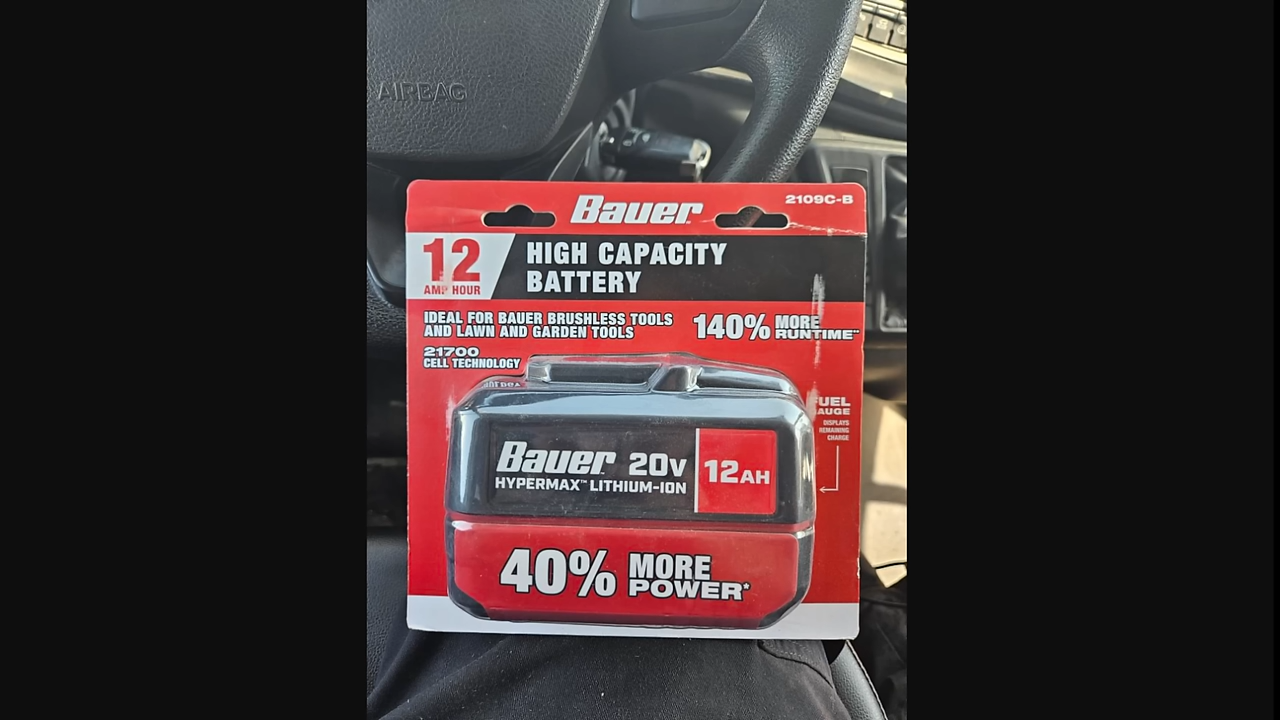 AIRBAG
Bauer
2109C-B
12
AMP HOUR
HIGH CAPACITY
BATTERY
IDEAL FOR BAUER BRUSHLESS TOOLS
AND LAWN AND GARDEN TOOLS
140% MORE
RUNTIME**
21700
CELL TECHNOLOGY
FUEL
GAUGE
DISPLAYS
REMAINING
CHARGE
Bauer 20V
HYPERMAX™ LITHIUM-ION
12AH
40% MORE
POWER*